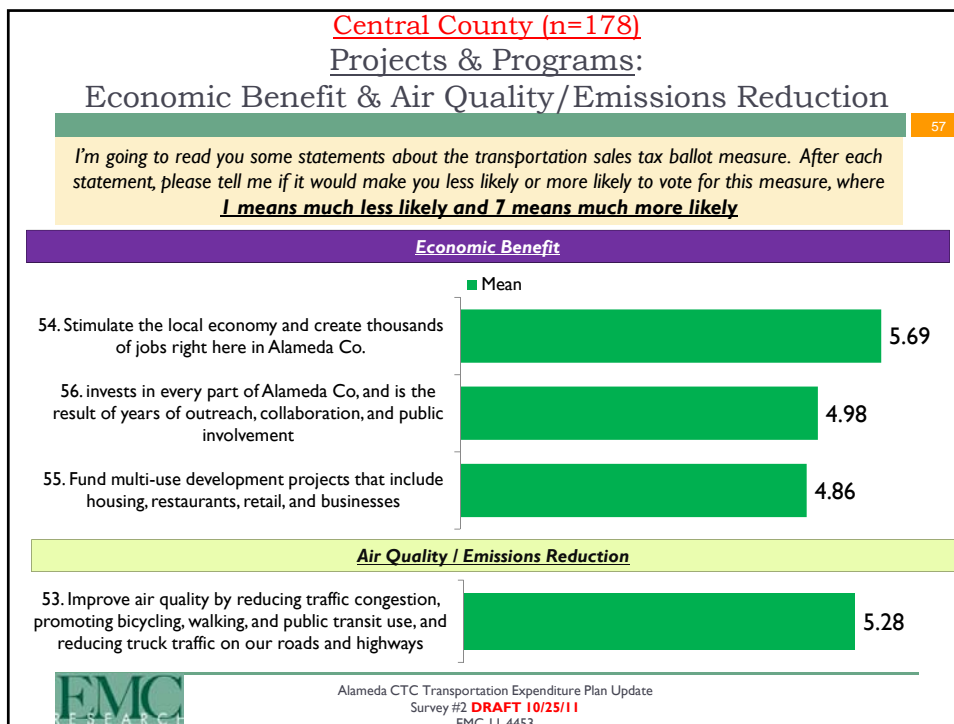 Central County (n=178)
Projects & Programs:
Economic Benefit & Air Quality/Emissions Reduction
57
I'm going to read you some statements about the transportation sales tax ballot measure. After each
statement, please tell me if it would make you less likely or more likely to vote for this measure, where
1 means much less likely and 7 means much more likely
Economic Benefit
Mean
54. Stimulate the local economy and create thousands
of jobs right here in Alameda Co.
5.69
56. invests in every part of Alameda Co, and is the
result of years of outreach, collaboration, and public
involvement
4.98
55. Fund multi-use development projects that include
housing, restaurants, retail, and businesses
4.86
Air Quality / Emissions Reduction
53. Improve air quality by reducing traffic congestion,
promoting bicycling, walking, and public transit use, and
reducing truck traffic on our roads and highways
5.28
EMC
RESEARCH
Alameda CTC Transportation Expenditure Plan Update
Survey #2 DRAFT 10/25/11
EMC 11-4453